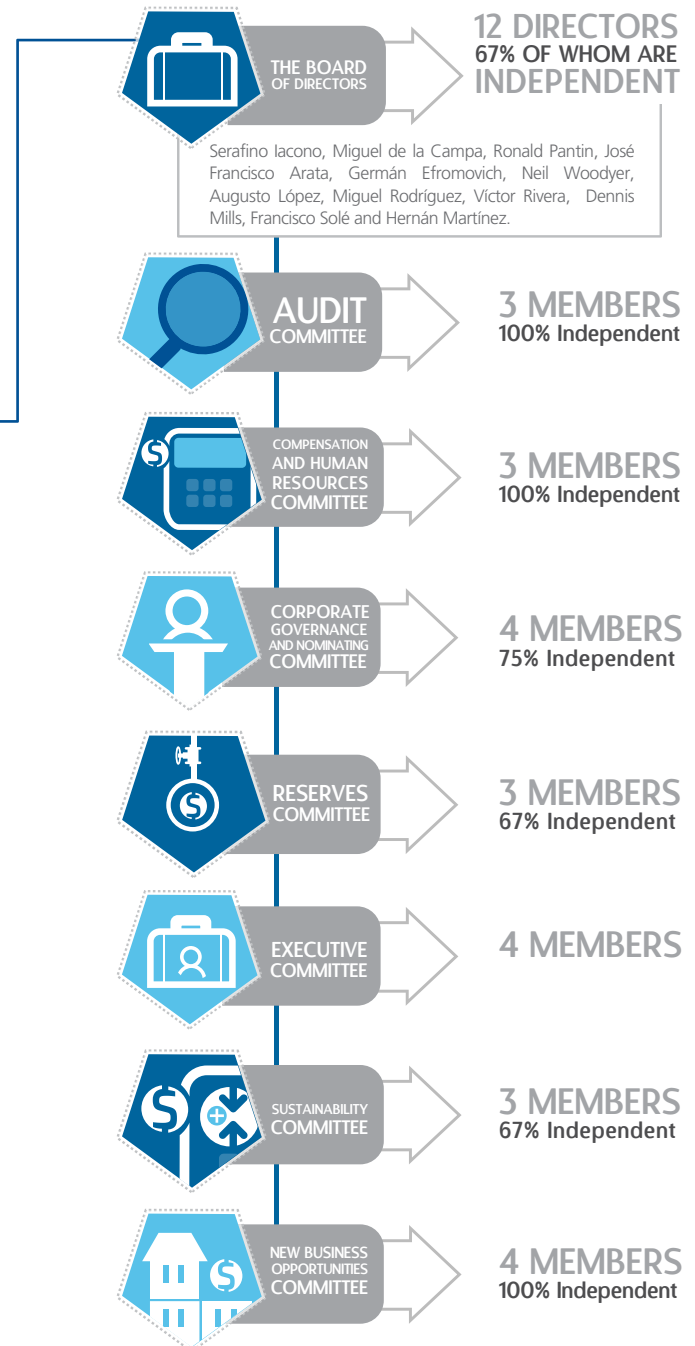 THE BOARD
OF DIRECTORS
12 DIRECTORS
67% OF WHOM ARE
INDEPENDENT
Serafino Iacono, Miguel de la Campa, Ronald Pantin, José
Francisco Arata, Germán Efromovich, Neil Woodyer,
Augusto López, Miguel Rodríguez, Víctor Rivera, Dennis
Mills, Francisco Solé and Hernán Martínez.
AUDIT
COMMITTEE
3 MEMBERS
100% Independent
$
COMPENSATION
AND HUMAN
RESOURCES
COMMITTEE
3 MEMBERS
100% Independent
CORPORATE
GOVERNANCE
AND NOMINATING
COMMITTEE
4 MEMBERS
75% Independent
$
RESERVES
COMMITTEE
3 MEMBERS
67% Independent
EXECUTIVE
COMMITTEE
4 MEMBERS
$
SUSTAINABILITY
COMMITTEE
3 MEMBERS
67% Independent
$
NEW BUSINESS
OPPORTUNITIES
COMMITTEE
4 MEMBERS
100% Independent